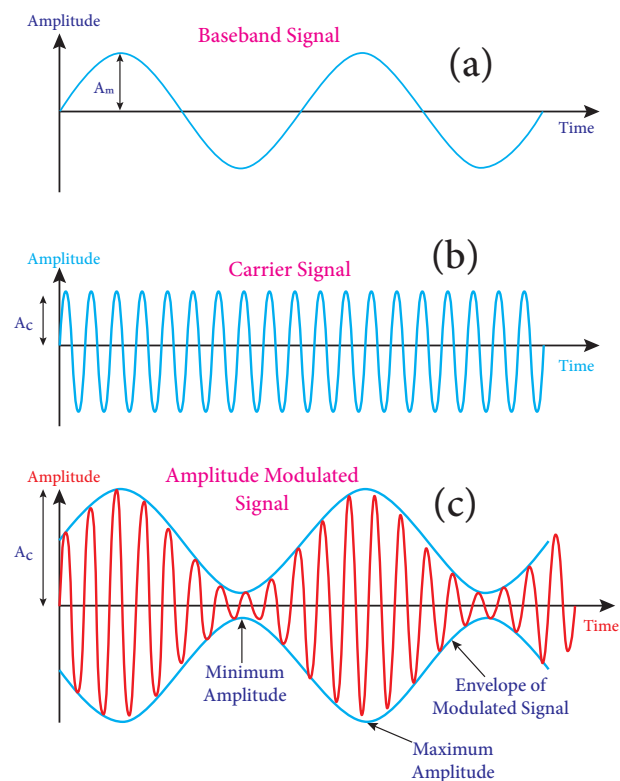 Amplitude
Baseband Signal
(a)
Am
Time
(b)
Amplitude
Carrier Signal
Ac
Time
Amplitude
Amplitude Modulated
Signal
(c)
Ac
Time
Minimum
Amplitude
Envelope of
Modulated Signal
Maximum
Amplitude